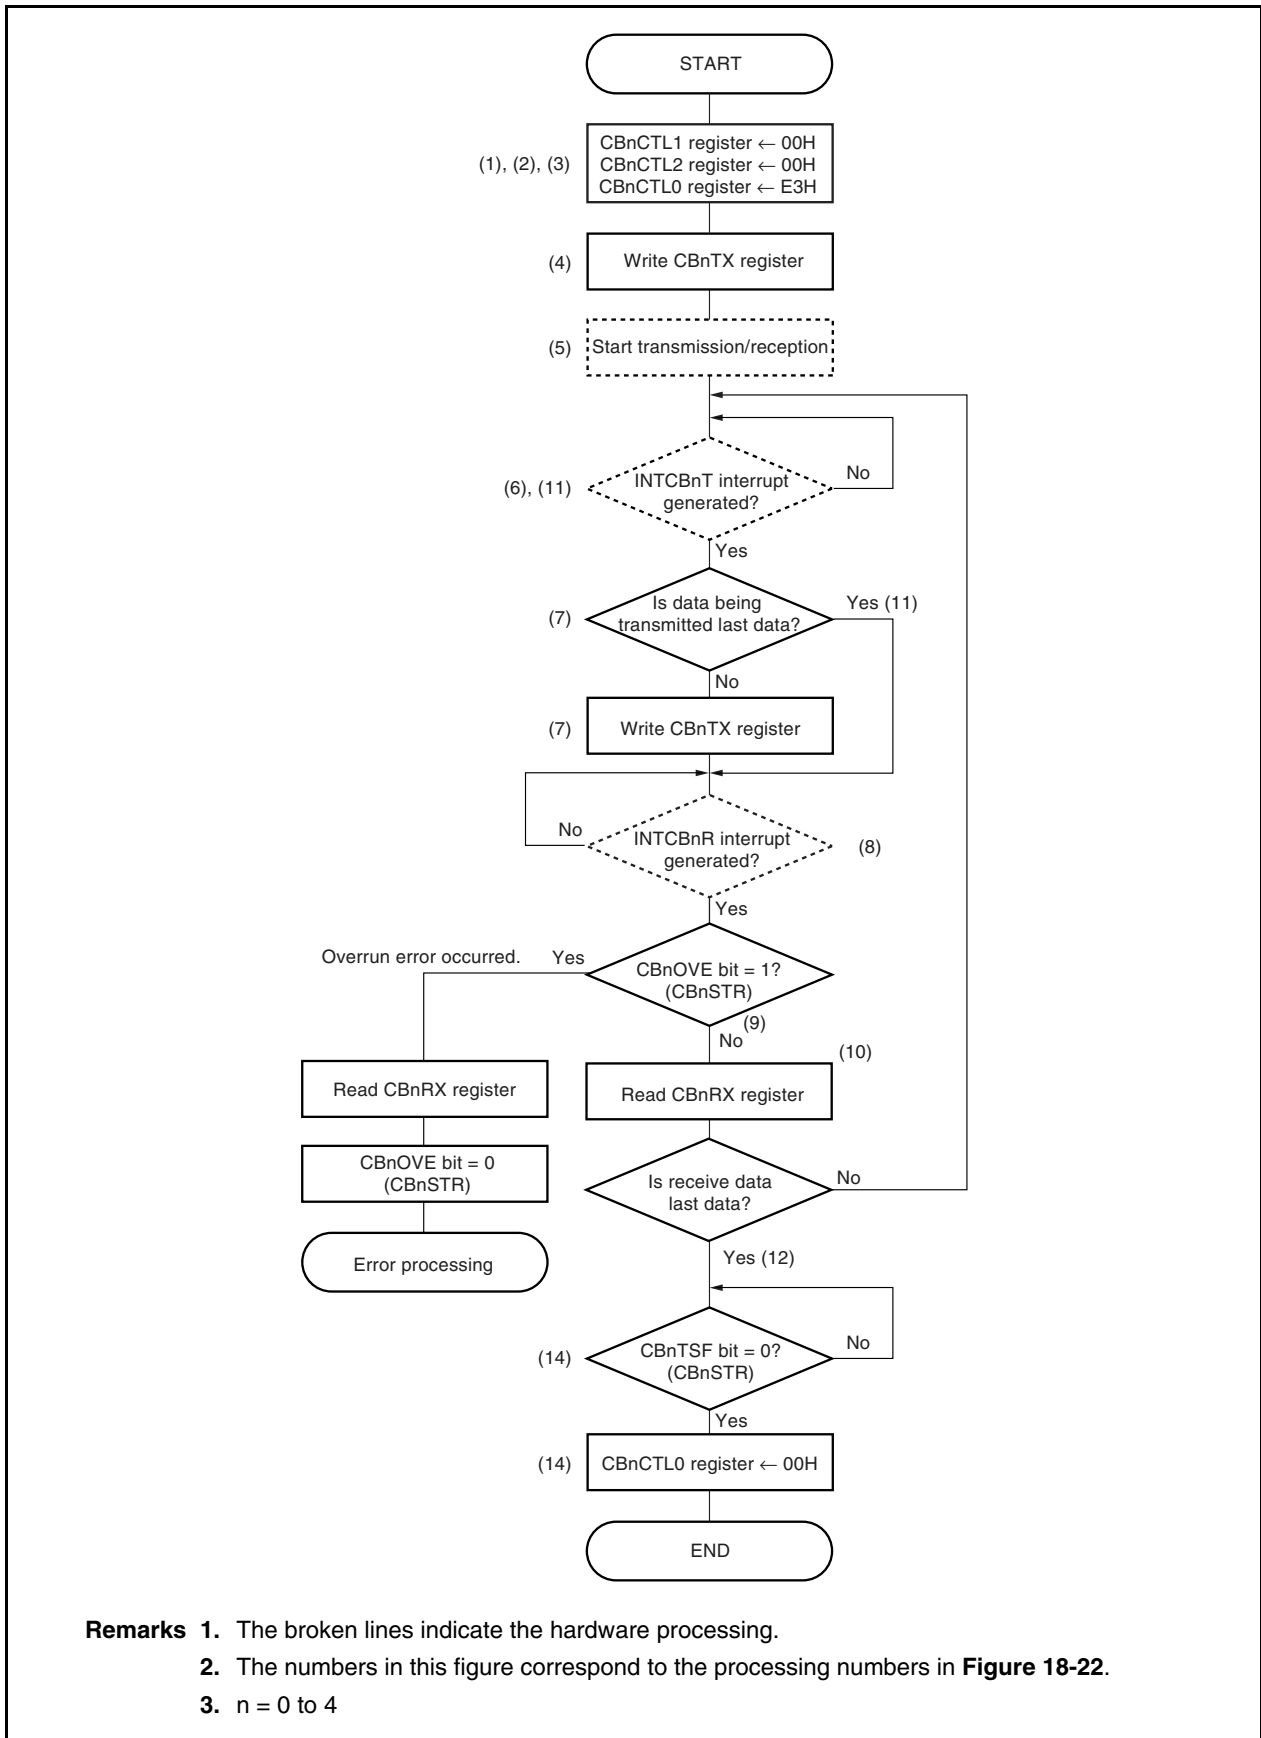 START
CBnCTL1 register ← 00H
(1), (2), (3)
CBnCTL2 register ← 00H
CBnCTL0 register ← E3H
(4)
Write CBnTX register
(5)
Start transmission/reception
(6), (11)
INTCBnT interrupt
generated?
No
Yes
(7)
Is data being
transmitted last data?
Yes (11)
No
(7)
Write CBnTX register
No
INTCBnR interrupt
generated?
(8)
Yes
Overrun error occurred.
Yes
CBnOVE bit = 1?
(CBnSTR)
(9)
No
(10)
Read CBnRX register
Read CBnRX register
CBnOVE bit = 0
(CBnSTR)
Is receive data
last data?
No
Error processing
Yes (12)
(14)
CBnTSF bit = 0?
(CBnSTR)
No
Yes
(14)
CBnCTL0 register ← 00H
END
Remarks 1. The broken lines indicate the hardware processing.
2. The numbers in this figure correspond to the processing numbers in Figure 18-22.
3. n = 0 to 4